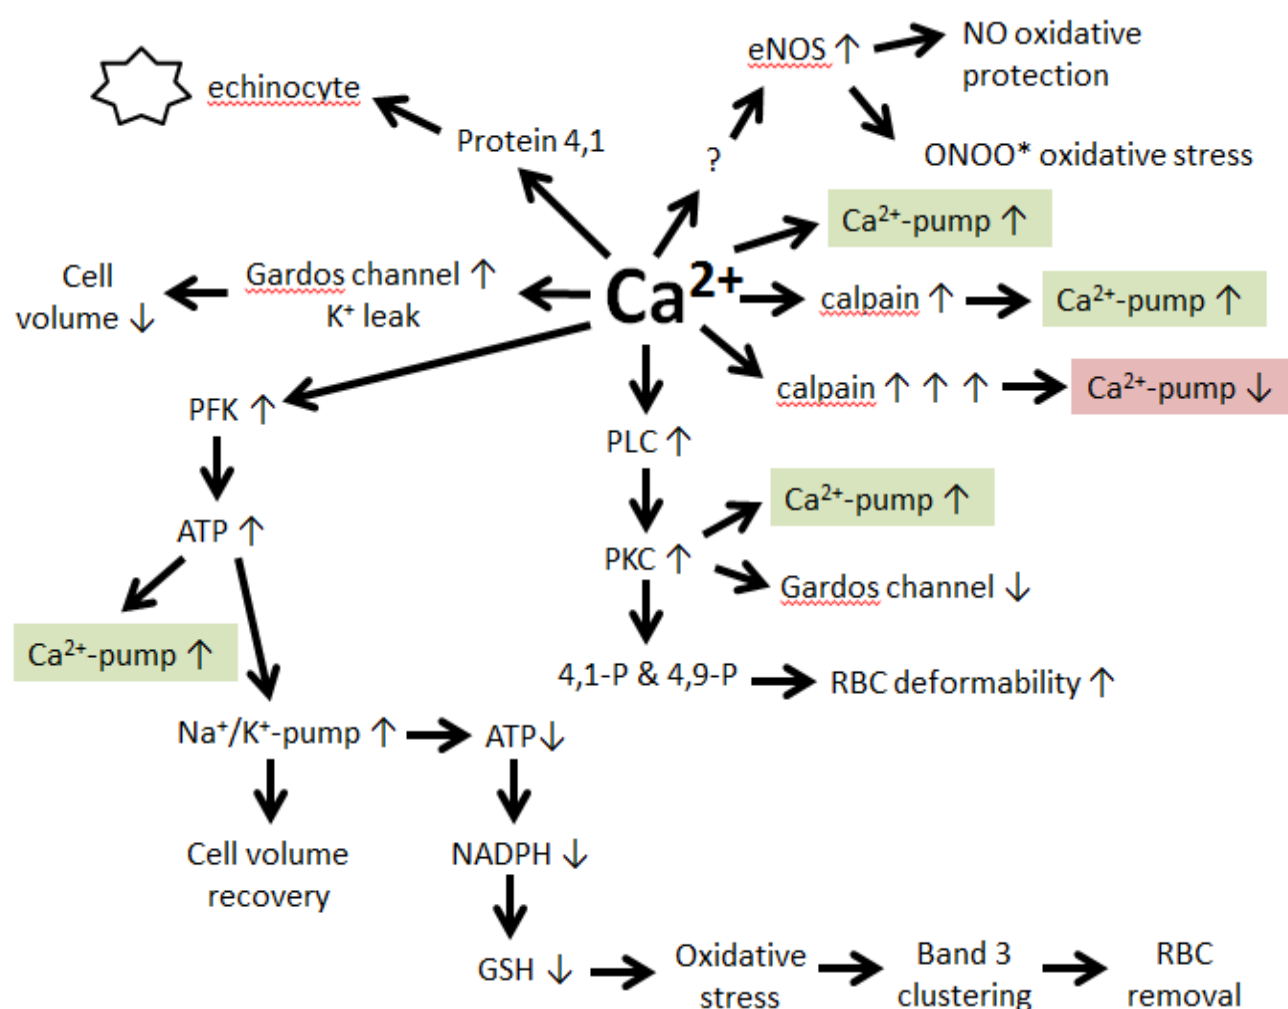 eNOS ↑
NO oxidative
protection
echinocyte
Protein 4,1
?
ONOO* oxidative stress
Ca²⁺-pump ↑
Cell
volume ↓
Gardos channel ↑
K⁺ leak
Ca²⁺
calpain ↑
Ca²⁺-pump ↑
calpain ↑ ↑ ↑
Ca²⁺-pump ↓
PFK ↑
PLC ↑
Ca²⁺-pump ↑
ATP ↑
PKC ↑
Gardos channel ↓
Ca²⁺-pump ↑
4,1-P & 4,9-P
RBC deformability ↑
Na⁺/K⁺-pump ↑
ATP↓
Cell volume
recovery
NADPH ↓
GSH ↓
Oxidative
stress
Band 3
clustering
RBC
removal